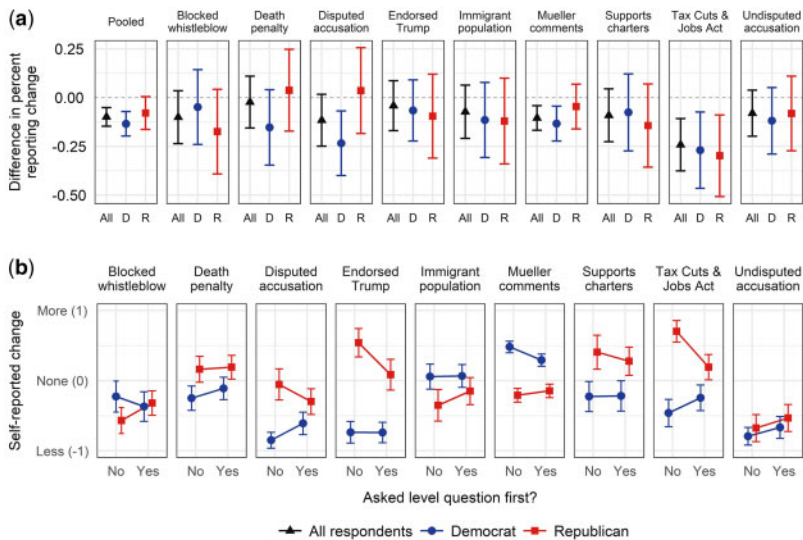 (a)
Pooled
Blocked
whistleblow
Death
penalty
Disputed
accusation
Endorsed
Trump
Immigrant
population
Mueller
comments
Supports
charters
Tax Cuts &
Jobs Act
Undisputed
accusation
Difference in percent
reporting change
0.25
0.00
-0.25
-0.50
All D R All D R All D R All D R All D R All D R All D R All D R All D R All D R
(b)
Blocked
whistleblow
Death
penalty
Disputed
accusation
Endorsed
Trump
Immigrant
population
Mueller
comments
Supports
charters
Tax Cuts &
Jobs Act
Undisputed
accusation
Self-reported change
More (1)
None (0)
Less (-1)
No Yes No Yes No Yes No Yes No Yes No Yes No Yes No Yes No Yes
Asked level question first?
All respondents Democrat Republican